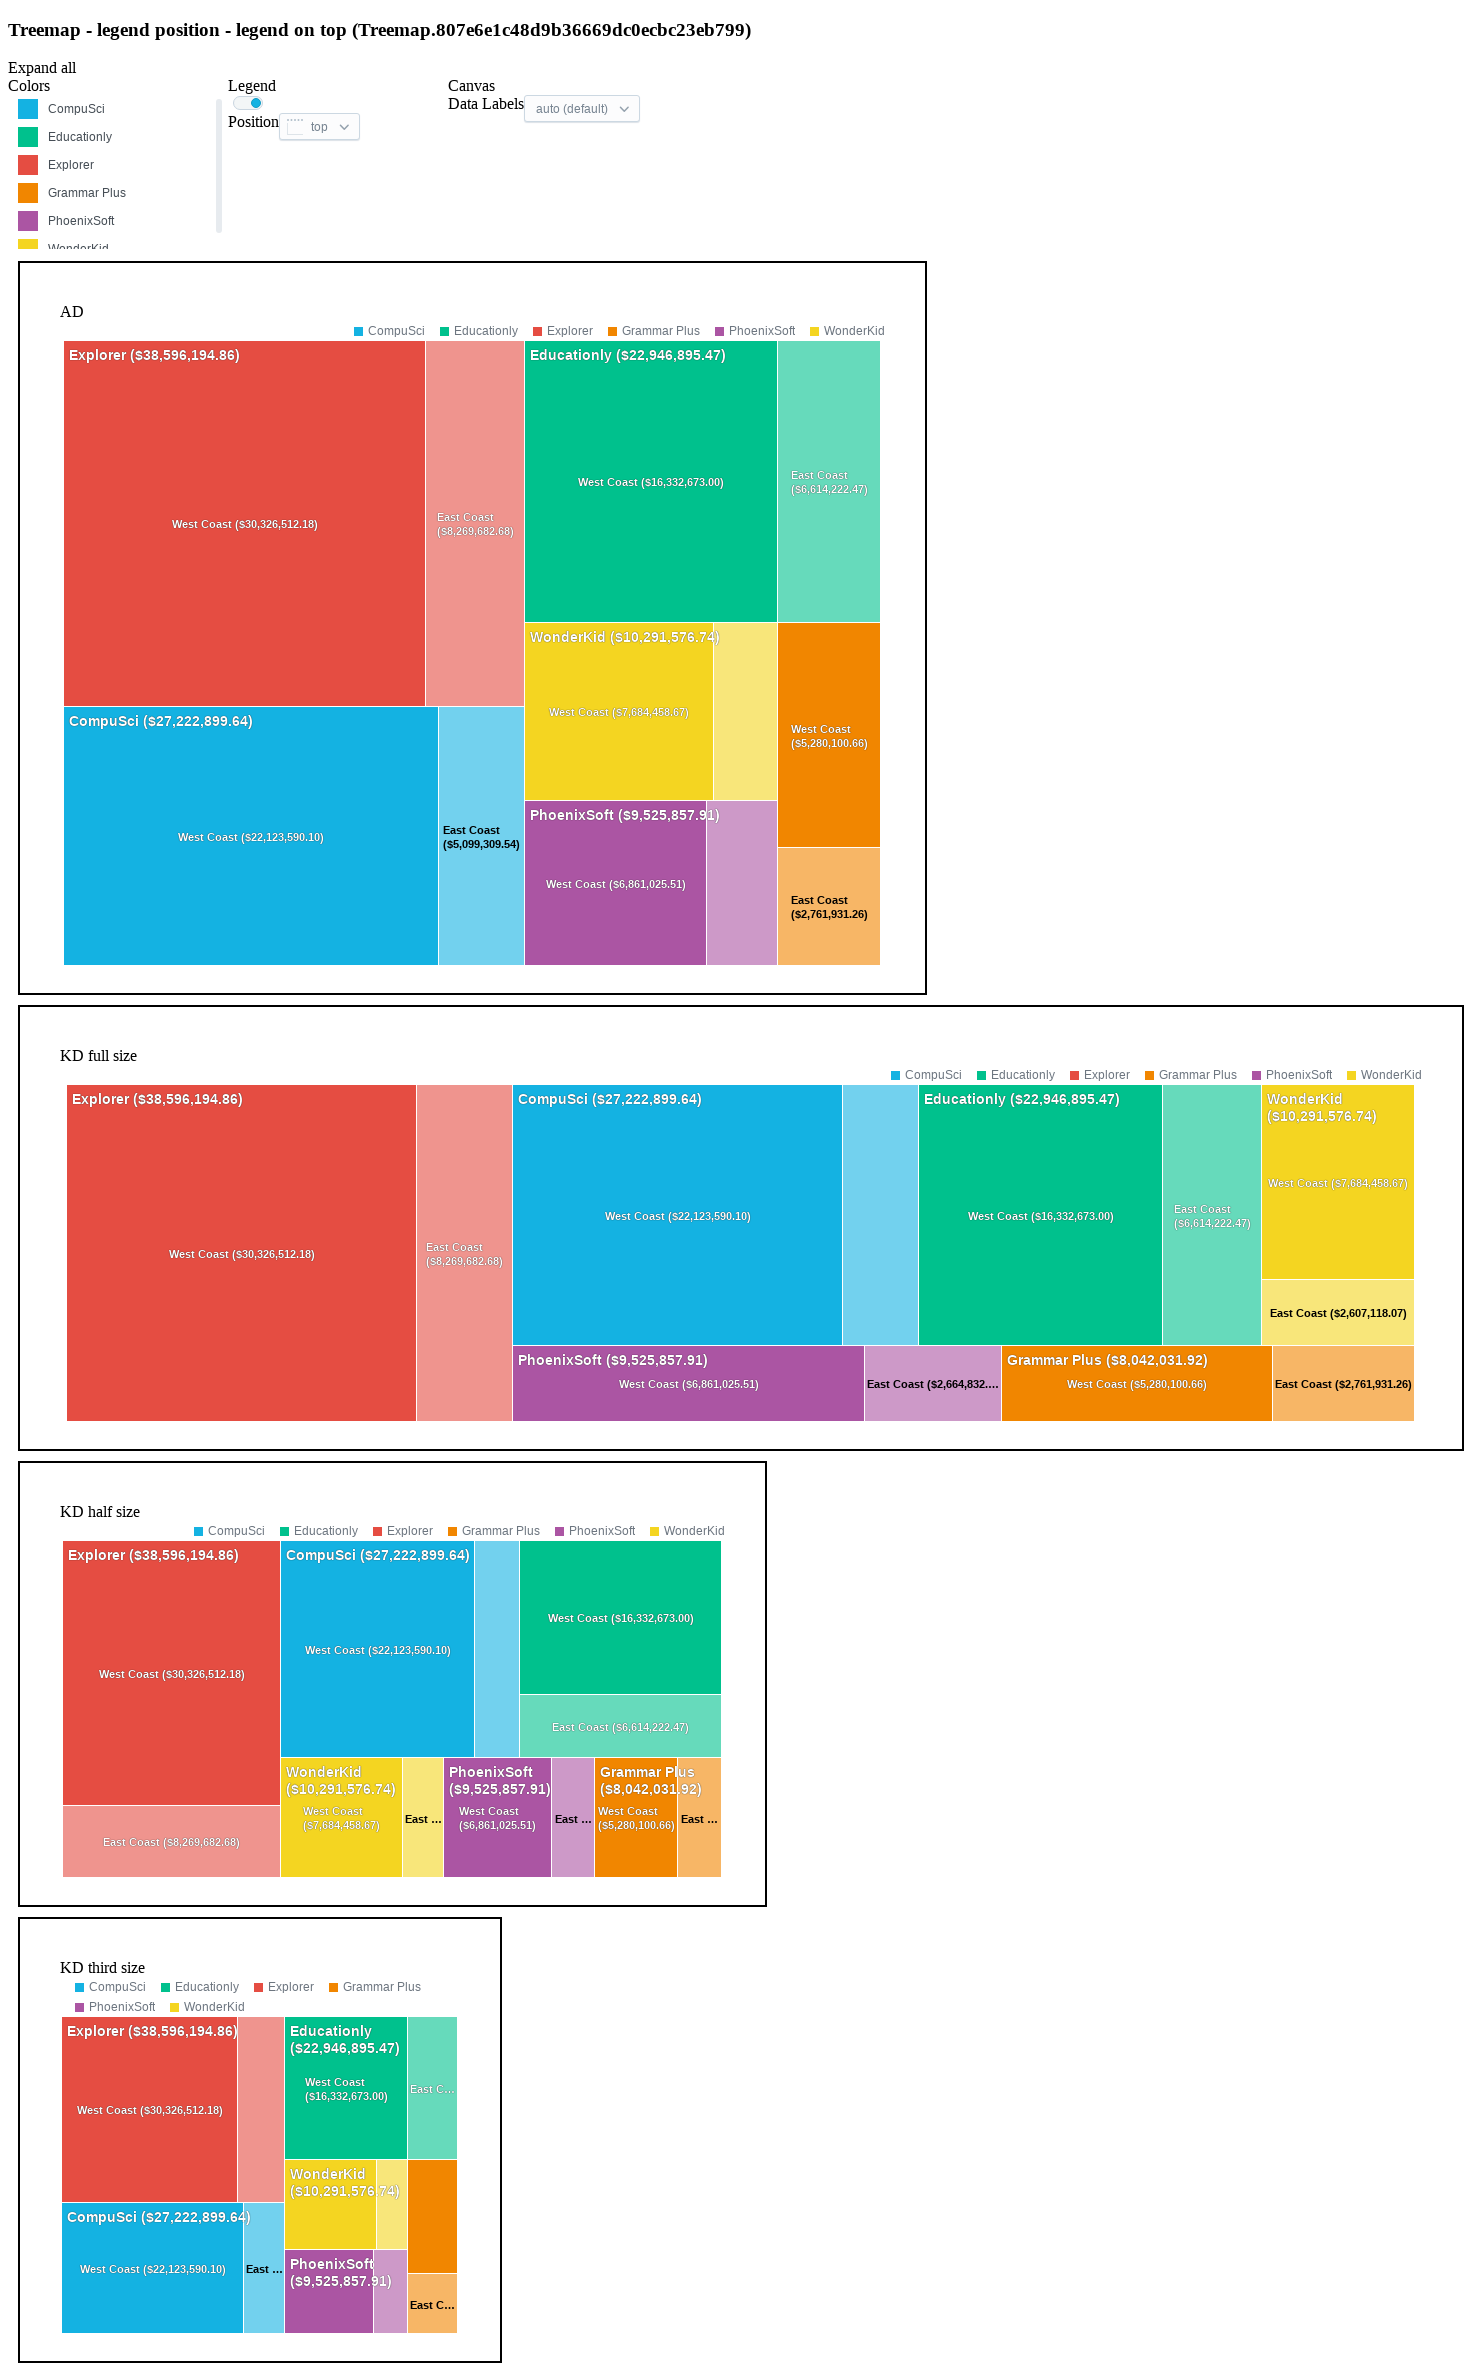 Treemap - legend position - legend on top (Treemap.807e6e1c48d9b36669dc0ecbc23eb799)
Expand all
Colors
CompuSci
Educationly
Explorer
Grammar Plus
PhoenixSoft
WonderKid
Legend
Position
top
Canvas
Data Labels
auto (default)
AD
CompuSci
Educationly
Explorer
Grammar Plus
PhoenixSoft
WonderKid
Explorer ($38,596,194.86)
West Coast ($30,326,512.18)
East Coast
($8,269,682.68)
Educationly ($22,946,895.47)
West Coast ($16,332,673.00)
East Coast
($6,614,222.47)
WonderKid ($10,291,576.74)
West Coast ($7,684,458.67)
West Coast
($5,280,100.66)
CompuSci ($27,222,899.64)
West Coast ($22,123,590.10)
East Coast
($5,099,309.54)
PhoenixSoft ($9,525,857.91)
West Coast ($6,861,025.51)
East Coast
($2,761,931.26)
KD full size
CompuSci
Educationly
Explorer
Grammar Plus
PhoenixSoft
WonderKid
Explorer ($38,596,194.86)
West Coast ($30,326,512.18)
East Coast
($8,269,682.68)
CompuSci ($27,222,899.64)
West Coast ($22,123,590.10)
Educationly ($22,946,895.47)
West Coast ($16,332,673.00)
East Coast
($6,614,222.47)
WonderKid
($10,291,576.74)
West Coast ($7,684,458.67)
East Coast ($2,607,118.07)
PhoenixSoft ($9,525,857.91)
West Coast ($6,861,025.51)
East Coast ($2,664,832.…
Grammar Plus ($8,042,031.92)
West Coast ($5,280,100.66)
East Coast ($2,761,931.26)
KD half size
CompuSci
Educationly
Explorer
Grammar Plus
PhoenixSoft
WonderKid
Explorer ($38,596,194.86)
West Coast ($30,326,512.18)
East Coast ($8,269,682.68)
CompuSci ($27,222,899.64)
West Coast ($22,123,590.10)
West Coast ($16,332,673.00)
East Coast ($6,614,222.47)
WonderKid
($10,291,576.74)
West Coast
($7,684,458.67)
East …
PhoenixSoft
($9,525,857.91)
West Coast
($6,861,025.51)
East …
Grammar Plus
($8,042,031.92)
West Coast
($5,280,100.66)
East …
KD third size
CompuSci
Educationly
Explorer
Grammar Plus
PhoenixSoft
WonderKid
Explorer ($38,596,194.86)
West Coast ($30,326,512.18)
Educationly
($22,946,895.47)
West Coast
($16,332,673.00)
East C…
WonderKid
($10,291,576.74)
CompuSci ($27,222,899.64)
West Coast ($22,123,590.10)
East …
PhoenixSoft
($9,525,857.91)
East C…